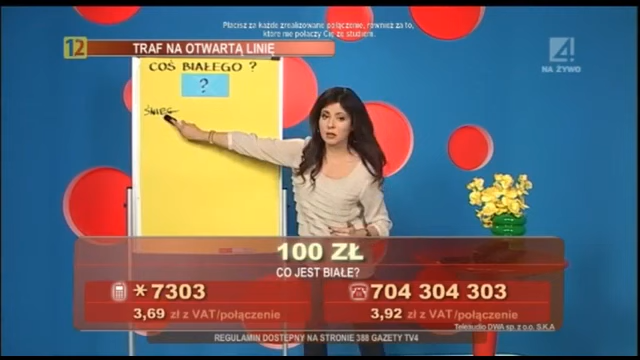 Płacisz za każde zrealizowane połączenie, również za to,
które nie połączy Cię ze studiem.
12
TRAF NA OTWARTĄ LINIĘ
4
NA ŻYWO
COŚ BIAŁEGO ?
?
ŚNIEG
100 ZŁ
CO JEST BIAŁE?
*7303
704 304 303
3,69 zł z VAT/połączenie
3,92 zł z VAT/połączenie
Teleaudio DWA sp. z o.o. S.K.A
REGULAMIN DOSTĘPNY NA STRONIE 388 GAZETY TV4